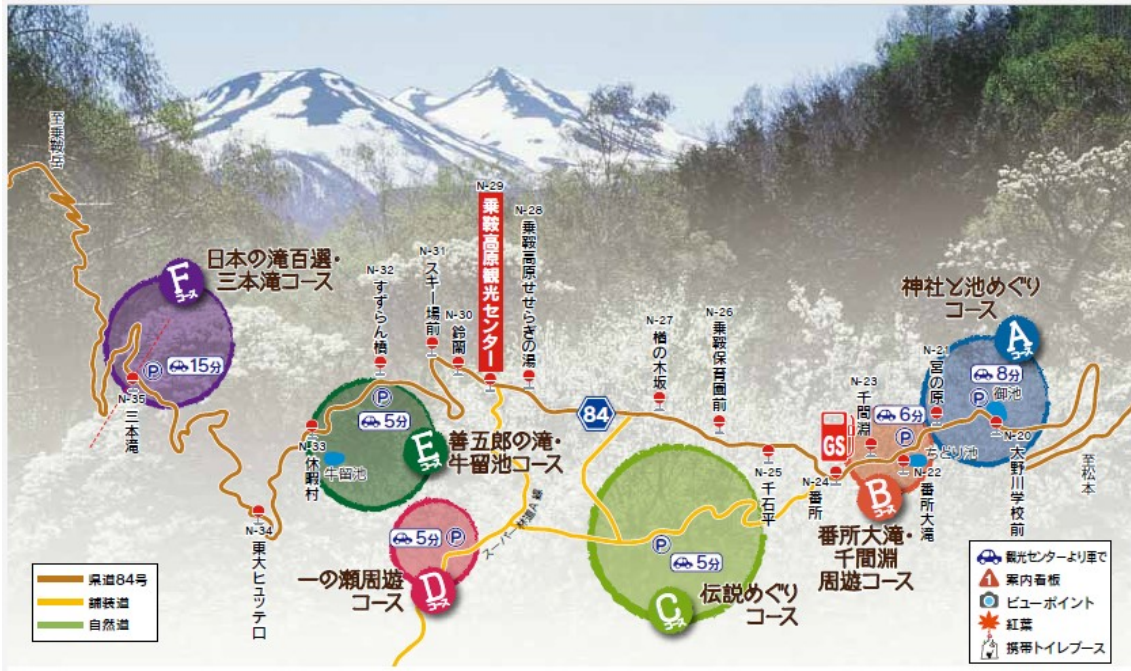 至乗鞍岳
日本の滝百選・
三本滝コース
F
コース
P
15分
N-35
三本滝
N-34
東大ヒュッテ口
N-33
休暇村
牛留池
N-32
すずらん橋
P
5分
E
コース
善五郎の滝・
牛留池コース
N-31
スキー場前
N-30
鈴蘭
N-29
乗鞍高原観光センター
N-28
乗鞍高原せせらぎの湯
84
5分
P
D
コース
一の瀬周遊
コース
スーパー林道A線
N-27
楢の木坂
N-26
乗鞍保育園前
N-25
千石平
P
5分
C
コース
伝説めぐり
コース
GS
N-24
番所
N-23
千間淵
6分
P
ちどり池
N-22
番所大滝
B
コース
番所大滝・
千間淵
周遊コース
神社と池めぐり
コース
A
コース
N-21
宮の原
8分
P
御池
N-20
大野川学校前
至松本
県道84号
舗装道
自然道
観光センターより車で
1
案内看板
ビューポイント
紅葉
携帯トイレブース